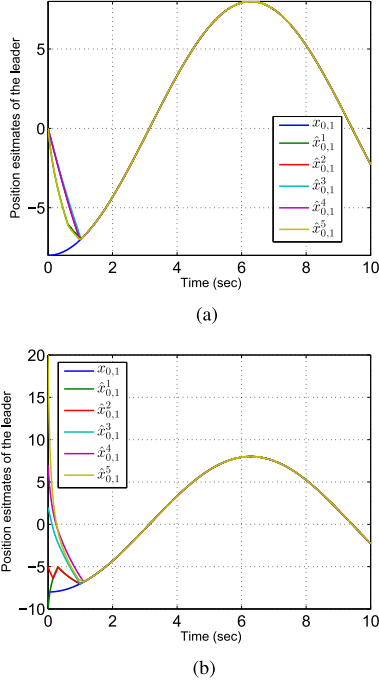 Position esitmates of the leader
5
0
−5
x_{0,1}
x̂^1_{0,1}
x̂^2_{0,1}
x̂^3_{0,1}
x̂^4_{0,1}
x̂^5_{0,1}
0 2 4 6 8 10
Time (sec)
(a)
Position esitmates of the leader
20
15
10
5
0
−5
−10
x_{0,1}
x̂^1_{0,1}
x̂^2_{0,1}
x̂^3_{0,1}
x̂^4_{0,1}
x̂^5_{0,1}
0 2 4 6 8 10
Time (sec)
(b)